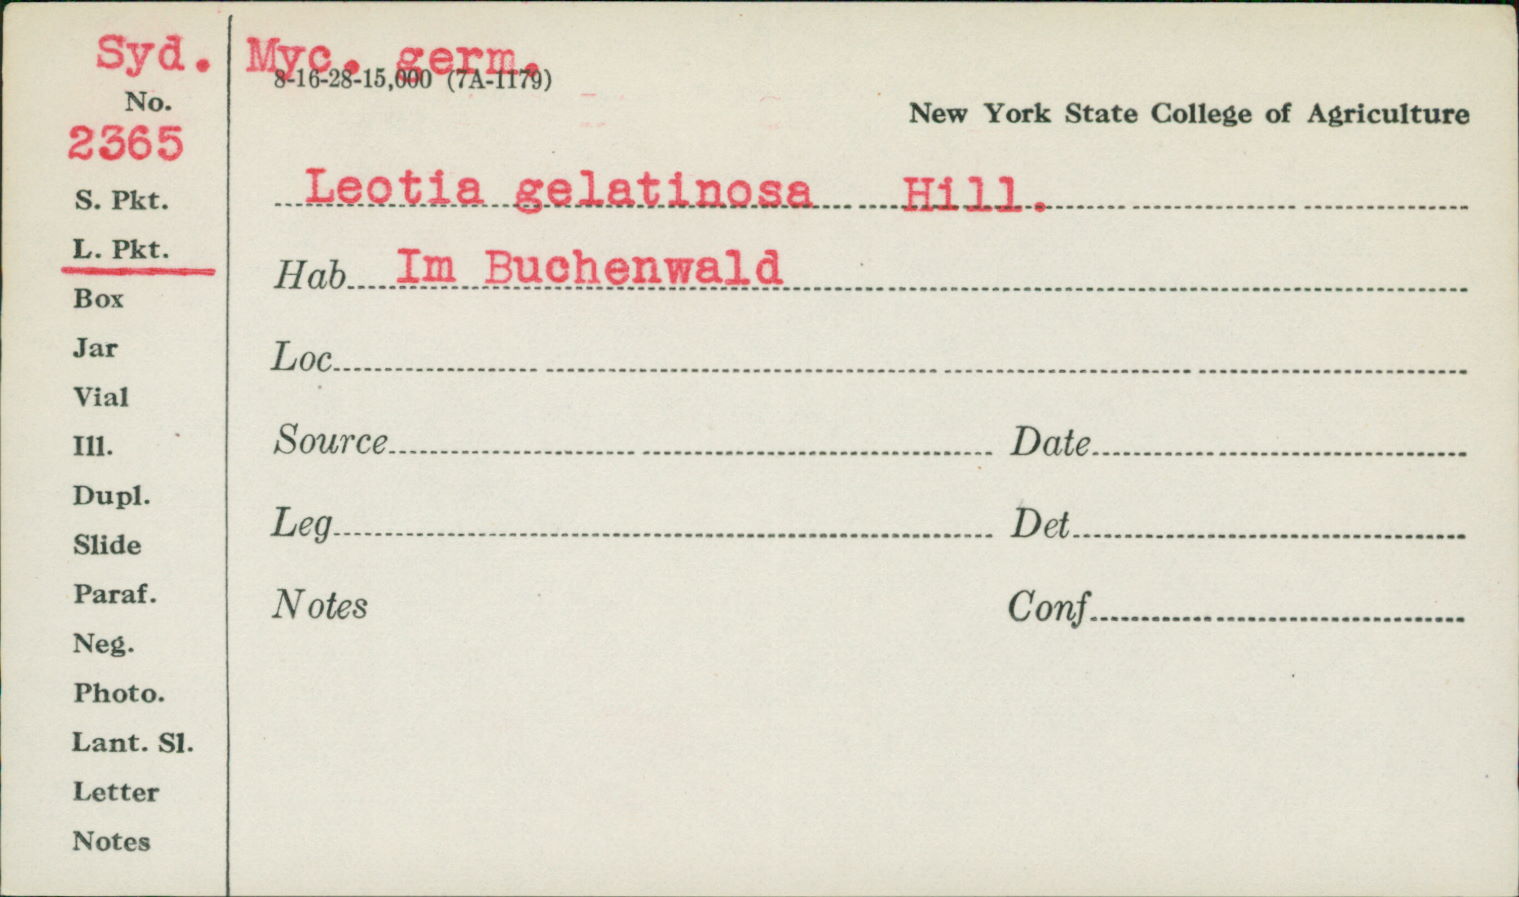 Syd. Myc. germ.
8-16-28-15,000 (7A-1179)
No.
2365
New York State College of Agriculture
S. Pkt.
L. Pkt.
Box
Jar
Vial
Ill.
Dupl.
Slide
Paraf.
Neg.
Photo.
Lant. Sl.
Letter
Notes
Leotia gelatinosa Hill.
Hab. Im Buchenwald
Loc.
Source
Date
Leg
Det
Notes
Conf